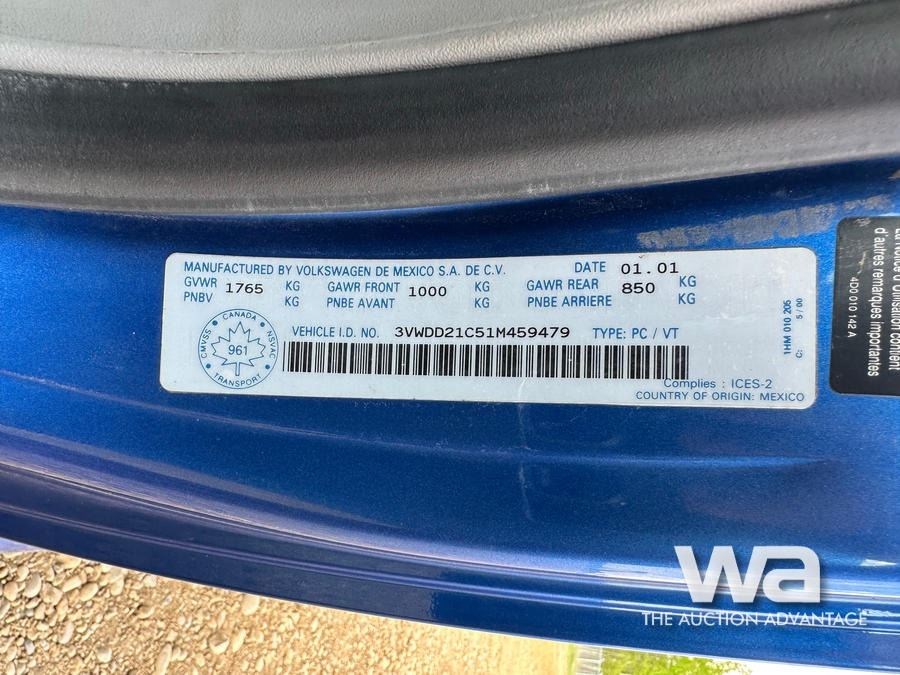 MANUFACTURED BY VOLKSWAGEN DE MEXICO S.A. DE C.V. DATE 01.01
GVWR 1765 KG GAWR FRONT 1000 KG GAWR REAR 850 KG
PNBV KG PNBE AVANT KG PNBE ARRIERE KG
VEHICLE I.D. NO. 3VWDD21C51M459479 TYPE: PC / VT
CANADA
CMVSS 961 NSVAC
TRANSPORT
Complies : ICES-2
COUNTRY OF ORIGIN: MEXICO
1HM 010 205
C: 5/00
d'utilisation contient
d'autres remarques importantes
4D0 010 142 A
wa
THE AUCTION ADVANTAGE